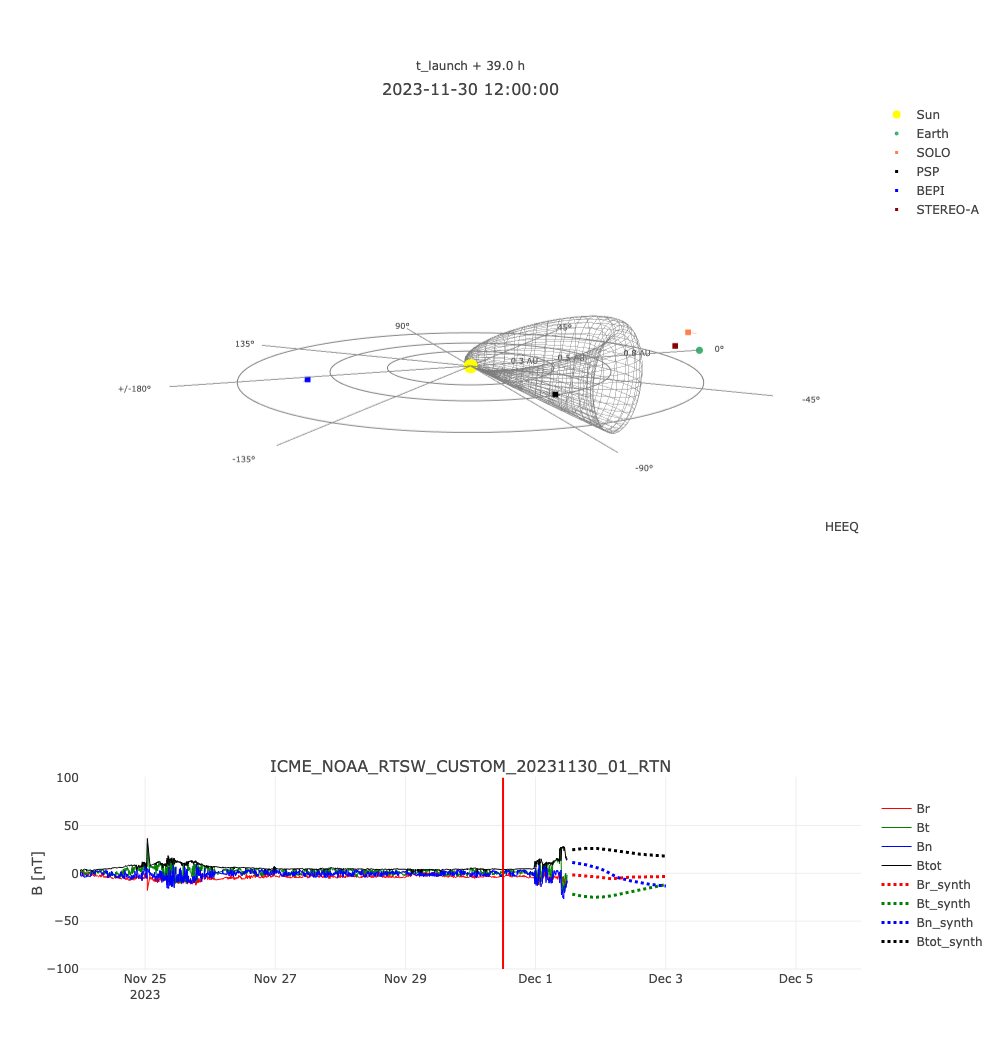 t_launch + 39.0 h
2023-11-30 12:00:00
Sun
Earth
SOLO
PSP
BEPI
STEREO-A
90°
45°
135°
0°
0.3 AU
0.5 AU
0.8 AU
+/-180°
-45°
-135°
-90°
HEEQ
ICME_NOAA_RTSW_CUSTOM_20231130_01_RTN
B [nT]
100
50
0
−50
−100
Nov 25
2023
Nov 27
Nov 29
Dec 1
Dec 3
Dec 5
Br
Bt
Bn
Btot
Br_synth
Bt_synth
Bn_synth
Btot_synth